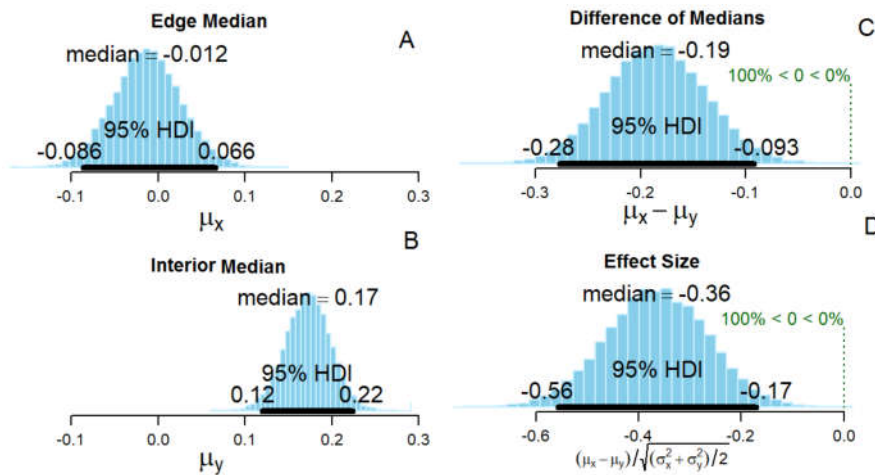 Edge Median
A
median = -0.012
95% HDI
-0.086 0.066
-0.1 0.0 0.1 0.2 0.3
μx
B
Interior Median
median = 0.17
95% HDI
0.12 0.22
-0.1 0.0 0.1 0.2 0.3
μy
Difference of Medians
C
median = -0.19
100% < 0 < 0%
95% HDI
-0.28 -0.093
-0.3 -0.2 -0.1 0.0
μx − μy
D
Effect Size
median = -0.36
100% < 0 < 0%
95% HDI
-0.56 -0.17
-0.6 -0.4 -0.2 0.0
(μx − μy)/√(σx² + σy²)/2